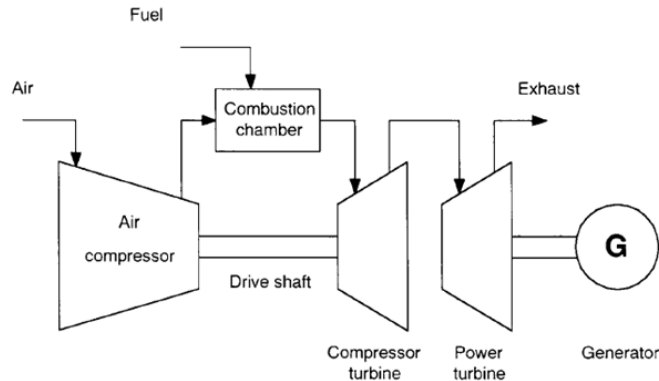 Fuel
Air
Combustion
chamber
Exhaust
Air
compressor
G
Drive shaft
Compressor
turbine
Power
turbine
Generator